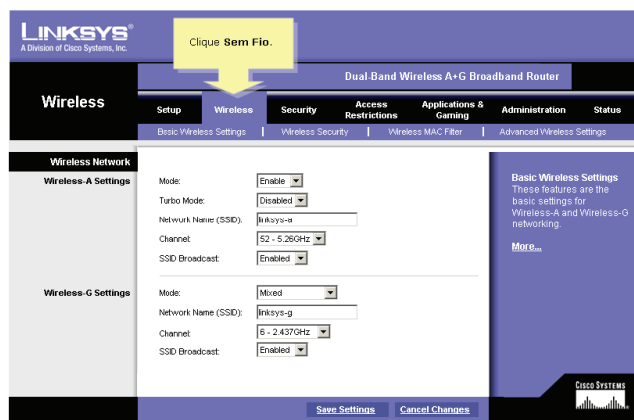 LINKSYS®
A Division of Cisco Systems, Inc.
Clique Sem Fio.
Dual-Band Wireless A+G Broadband Router
Wireless
Setup Wireless Security Access Restrictions Applications & Gaming Administration Status
Basic Wireless Settings | Wireless Security | Wireless MAC Filter | Advanced Wireless Settings
Wireless Network
Wireless-A Settings
Mode: Enable
Turbo Mode: Disabled
Network Name (SSID): linksys-a
Channel: 52 - 5.26GHz
SSID Broadcast: Enabled
Wireless-G Settings
Mode: Mixed
Network Name (SSID): linksys-g
Channel: 6 - 2.437GHz
SSID Broadcast: Enabled
Basic Wireless Settings
These features are the
basic settings for
Wireless-A and Wireless-G
networking.
More...
Save Settings Cancel Changes
CISCO SYSTEMS